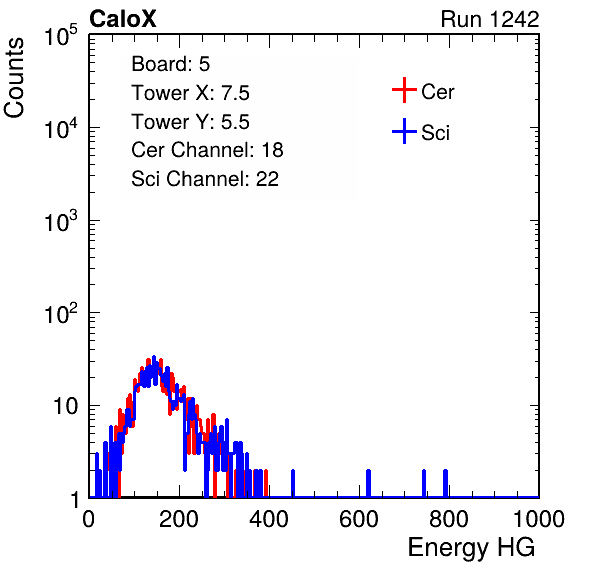 CaloX Run 1242
Counts
Board: 5
Tower X: 7.5
Tower Y: 5.5
Cer Channel: 18
Sci Channel: 22
Cer
Sci
10^5
10^4
10^3
10^2
10
1
0 200 400 600 800 1000
Energy HG